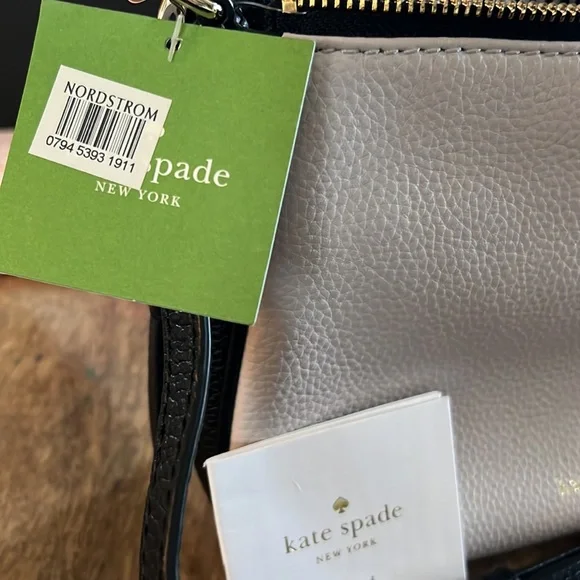 NORDSTROM
0794 5393 1911
spade
NEW YORK
kate spade
NEW YORK